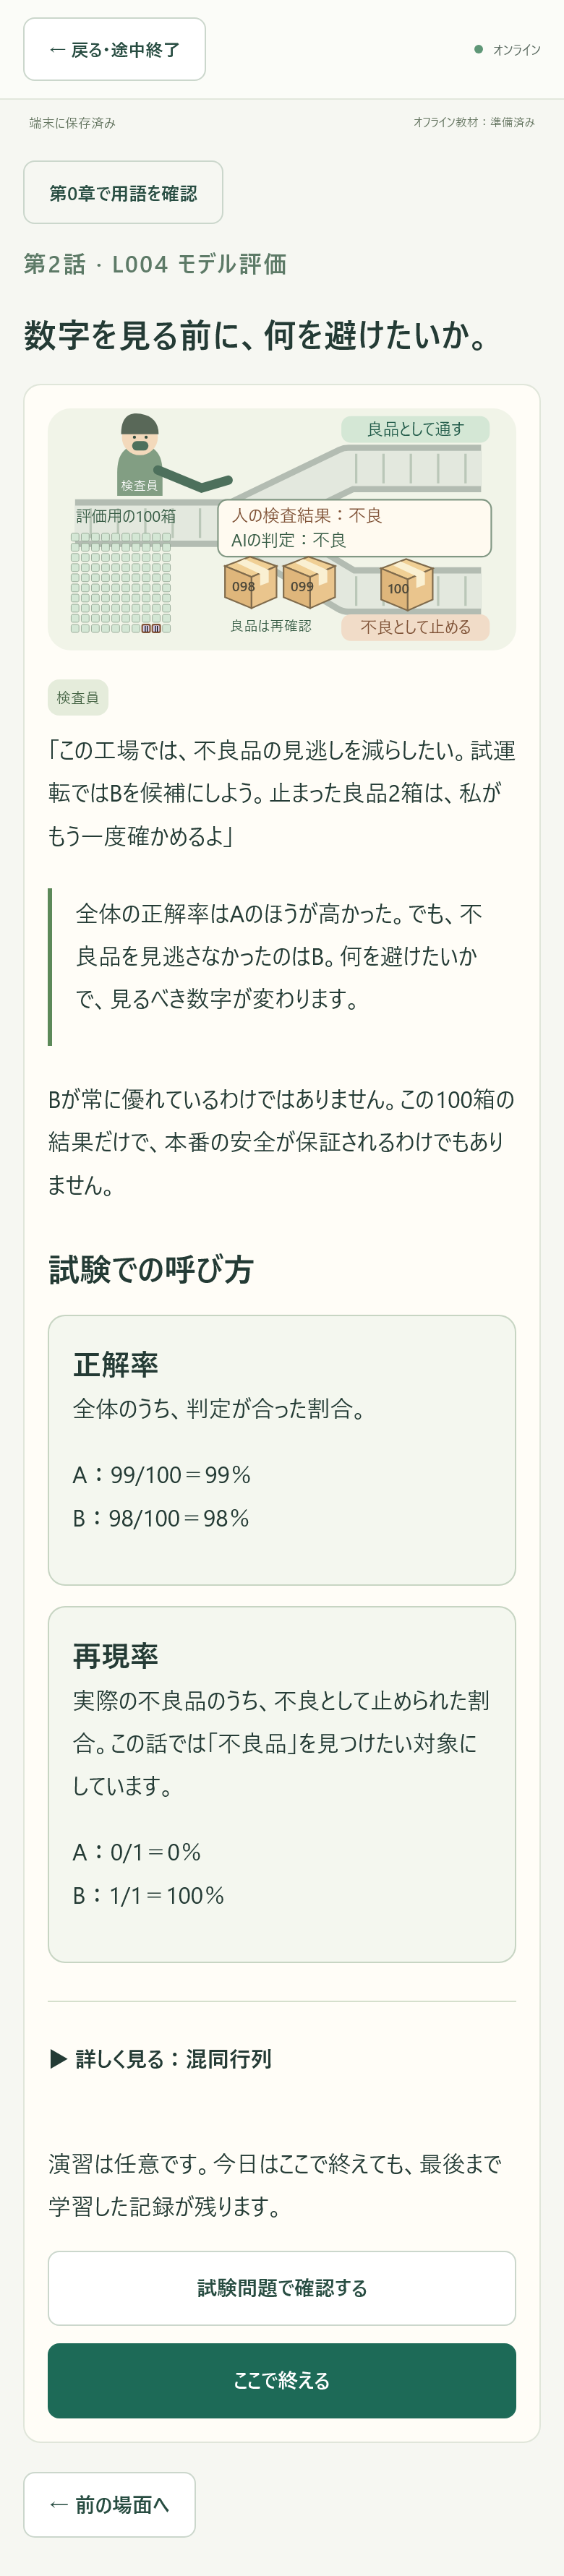 ← 戻る・途中終了
オンライン
端末に保存済み
オフライン教材：準備済み
第0章で用語を確認
第2話 · L004 モデル評価
数字を見る前に、何を避けたいか。
良品として通す
検査員
評価用の100箱
人の検査結果：不良
AIの判定：不良
098
099
100
良品は再確認
不良として止める
検査員
「この工場では、不良品の見逃しを減らしたい。試運
転ではBを候補にしよう。止まった良品2箱は、私が
もう一度確かめるよ」
全体の正解率はAのほうが高かった。でも、不
良品を見逃さなかったのはB。何を避けたいか
で、見るべき数字が変わります。
Bが常に優れているわけではありません。この100箱の
結果だけで、本番の安全が保証されるわけでもあり
ません。
試験での呼び方
正解率
全体のうち、判定が合った割合。
A：99/100＝99％
B：98/100＝98％
再現率
実際の不良品のうち、不良として止められた割
合。この話では「不良品」を見つけたい対象に
しています。
A：0/1＝0％
B：1/1＝100％
▶ 詳しく見る：混同行列
演習は任意です。今日はここで終えても、最後まで
学習した記録が残ります。
試験問題で確認する
ここで終える
← 前の場面へ